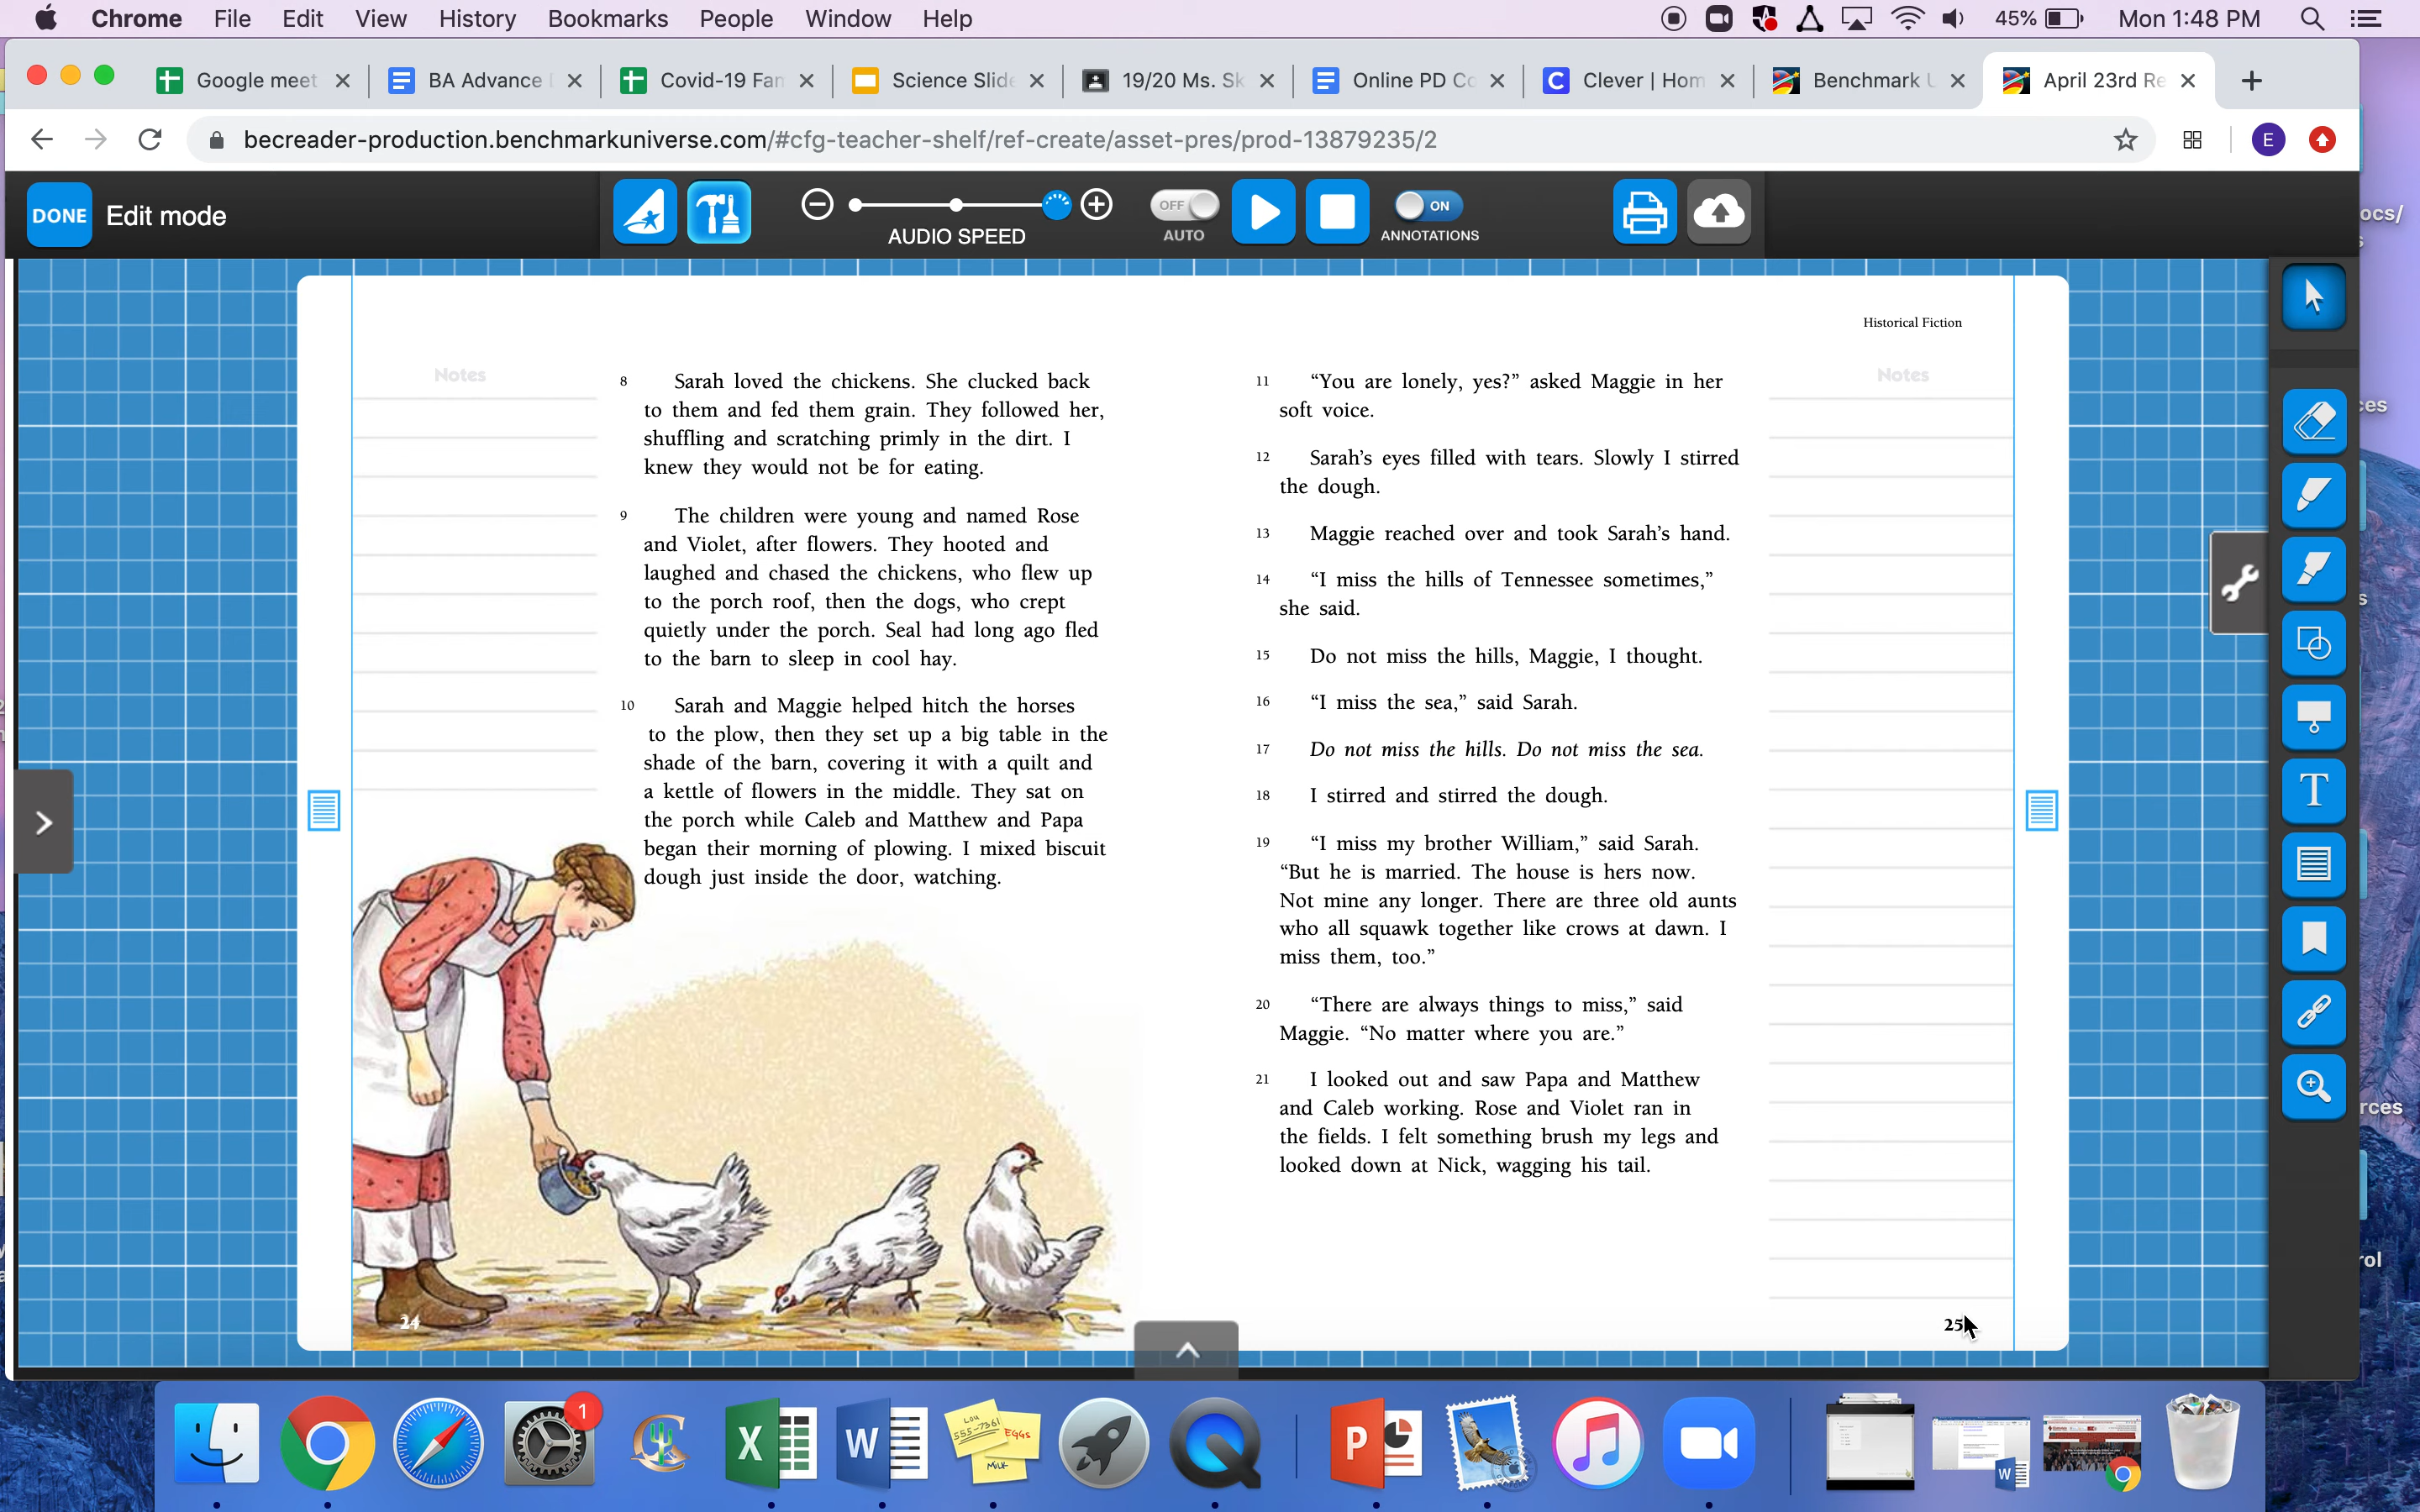 Chrome File Edit View History Bookmarks People Window Help 45% Mon 1:48 PM
Google meet BA Advance Covid-19 Fan Science Slide 19/20 Ms. Sk Online PD Co Clever | Hom Benchmark U April 23rd Re
becreader-production.benchmarkuniverse.com/#cfg-teacher-shelf/ref-create/asset-pres/prod-13879235/2 E
DONE Edit mode AUDIO SPEED OFF AUTO ON ANNOTATIONS
Notes
8 Sarah loved the chickens. She clucked back
to them and fed them grain. They followed her,
shuffling and scratching primly in the dirt. I
knew they would not be for eating.
9 The children were young and named Rose
and Violet, after flowers. They hooted and
laughed and chased the chickens, who flew up
to the porch roof, then the dogs, who crept
quietly under the porch. Seal had long ago fled
to the barn to sleep in cool hay.
10 Sarah and Maggie helped hitch the horses
to the plow, then they set up a big table in the
shade of the barn, covering it with a quilt and
a kettle of flowers in the middle. They sat on
the porch while Caleb and Matthew and Papa
began their morning of plowing. I mixed biscuit
dough just inside the door, watching.
24
Historical Fiction
Notes
11 “You are lonely, yes?” asked Maggie in her
soft voice.
12 Sarah’s eyes filled with tears. Slowly I stirred
the dough.
13 Maggie reached over and took Sarah’s hand.
14 “I miss the hills of Tennessee sometimes,”
she said.
15 Do not miss the hills, Maggie, I thought.
16 “I miss the sea,” said Sarah.
17 Do not miss the hills. Do not miss the sea.
18 I stirred and stirred the dough.
19 “I miss my brother William,” said Sarah.
“But he is married. The house is hers now.
Not mine any longer. There are three old aunts
who all squawk together like crows at dawn. I
miss them, too.”
20 “There are always things to miss,” said
Maggie. “No matter where you are.”
21 I looked out and saw Papa and Matthew
and Caleb working. Rose and Violet ran in
the fields. I felt something brush my legs and
looked down at Nick, wagging his tail.
25
T
ocs/
ces
rces
rol
1
X
W
Lou
555-7361
EGGS
MILK
P
W